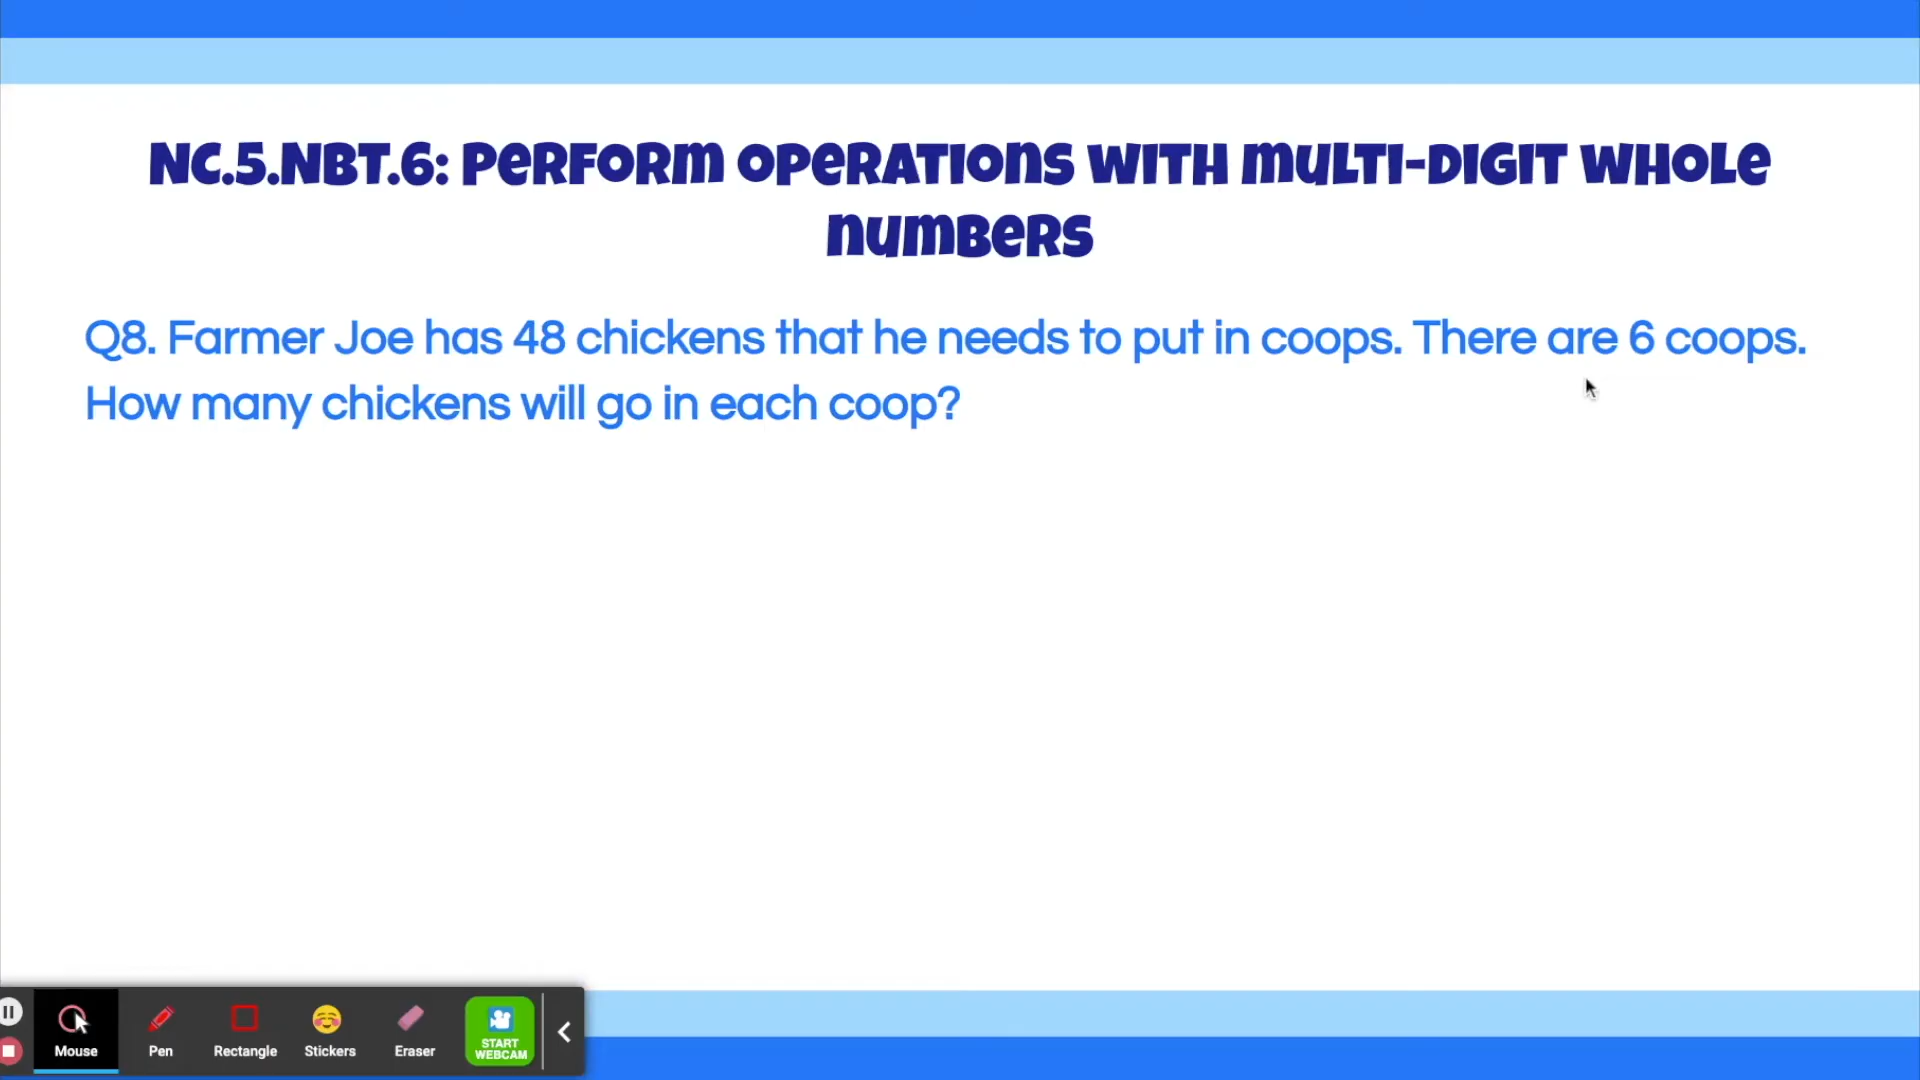 NC.5.NBT.6: Perform operations with multi-digit whole
numbers
Q8. Farmer Joe has 48 chickens that he needs to put in coops. There are 6 coops.
How many chickens will go in each coop?
Mouse
Pen
Rectangle
Stickers
Eraser
START
WEBCAM